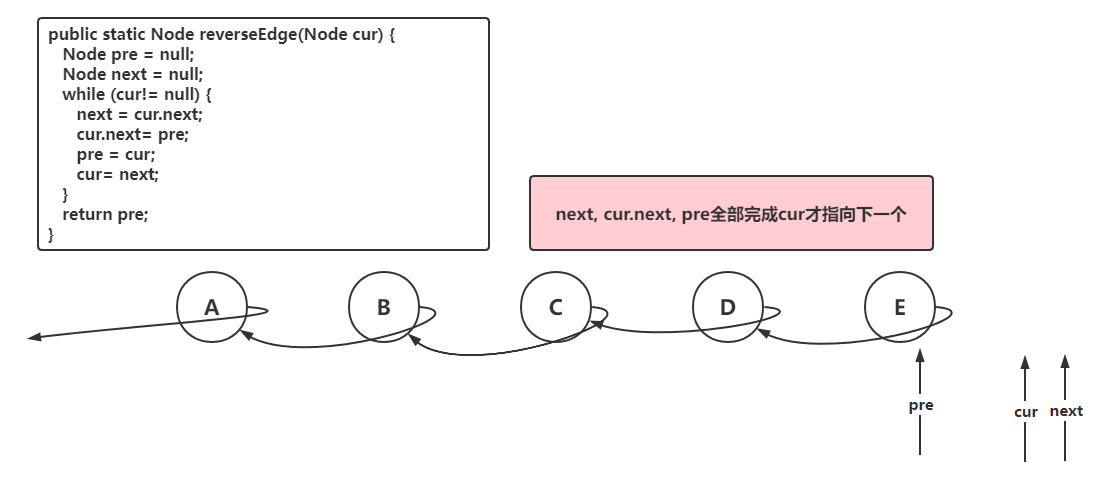 public static Node reverseEdge(Node cur) {
Node pre = null;
Node next = null;
while (cur!= null) {
next = cur.next;
cur.next= pre;
pre = cur;
cur= next;
}
return pre;
}
next, cur.next, pre全部完成cur才指向下一个
A B C D E
pre
cur next